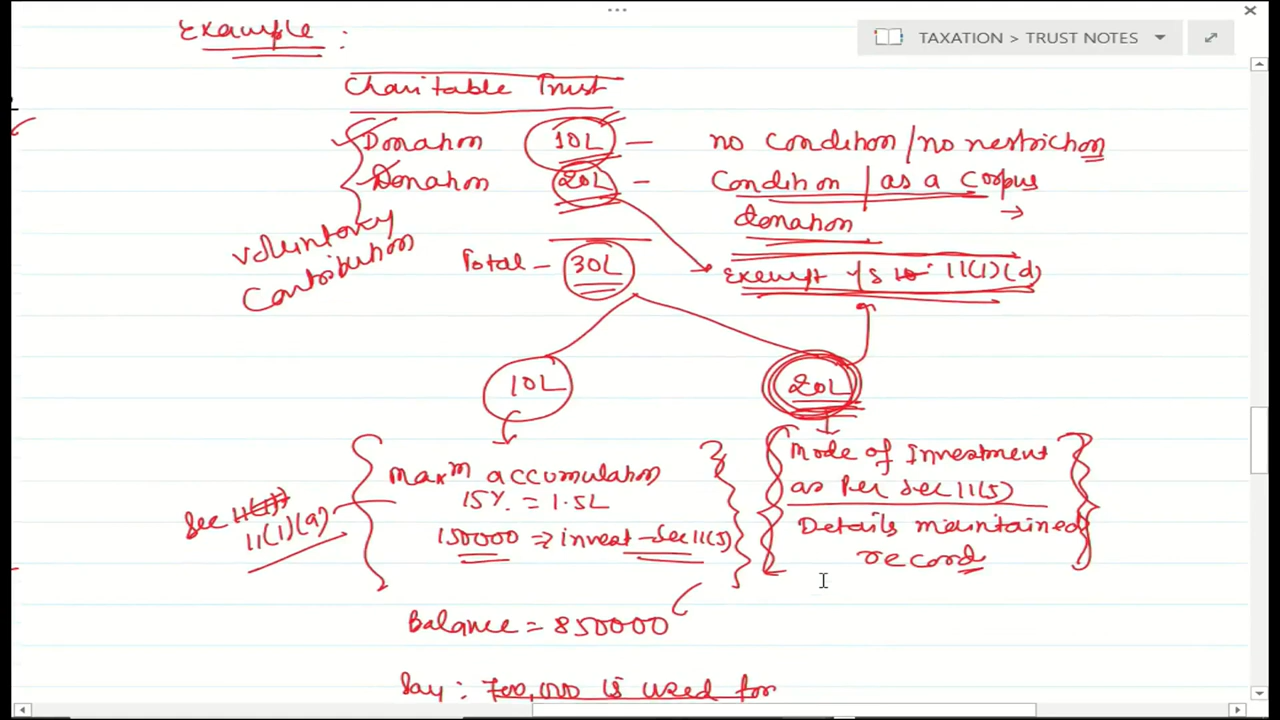 TAXATION > TRUST NOTES
Example :
Charitable Trust
Donation 10L — no condition / no restriction
Donation 20L — Condition / as a corpus
donation
voluntary
contribution
Total - 30L
Exempt u/s 11(1)(d)
10L 20L
Maxm accumulation
15% = 1.5L
150000 => invest - Sec 11(5)
Sec 11(1)
11(1)(a)
Mode of Investment
as Per Sec 11(5)
Details maintained
record
Balance = 850000
Say : 700,000 is used for